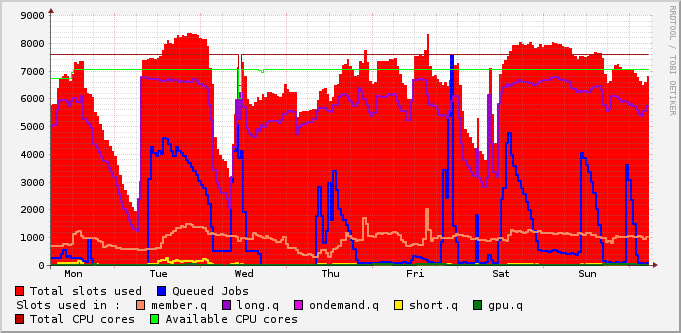 RRDTOOL / TOBI OETIKER
9000
8000
7000
6000
5000
4000
3000
2000
1000
0
Mon Tue Wed Thu Fri Sat Sun
Total slots used Queued Jobs
Slots used in : member.q long.q ondemand.q short.q gpu.q
Total CPU cores Available CPU cores